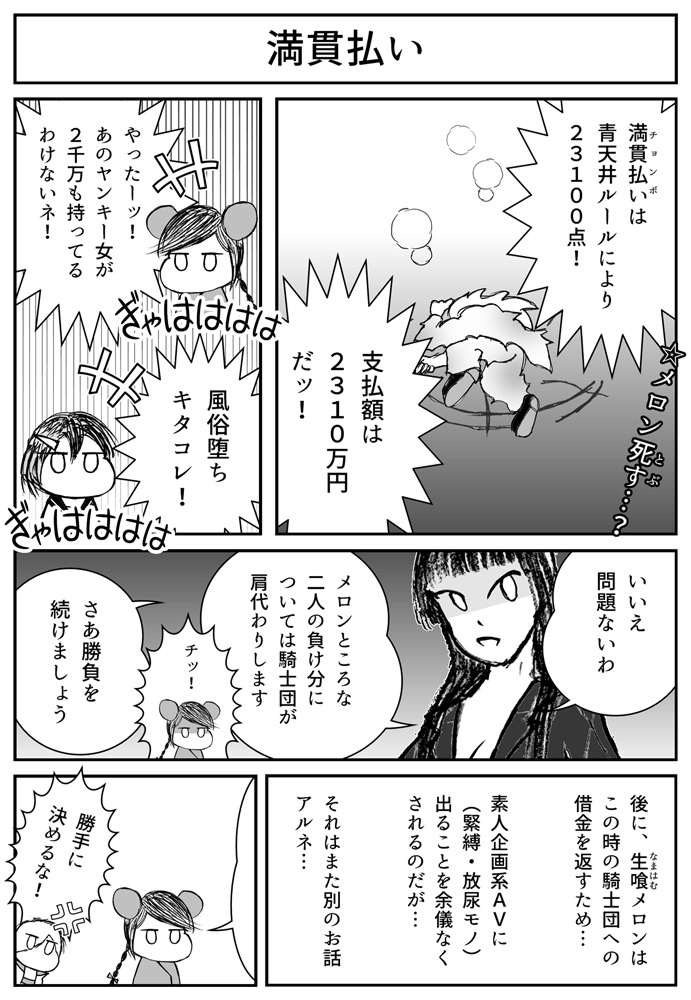 満貫払い
満貫払いは
チョンボ
青天井ルールにより
23100点！
支払額は
2310万円
だッ！
☆メロン死す…？
とぶ
やったーッ！
あのヤンキー女が
2千万も持ってる
わけないネ！
ぎゃはははは
風俗堕ち
キタコレ！
ぎゃはははは
いいえ
問題ないわ
メロンところな
二人の負け分に
ついては騎士団が
肩代わりします
チッ！
さあ勝負を
続けましょう
後に、生喰メロンは
なまはむ
この時の騎士団への
借金を返すため…
素人企画系AVに
（緊縛・放尿モノ）
出ることを余儀なく
されるのだが…
それはまた別のお話
アルネ…
勝手に
決めるな！